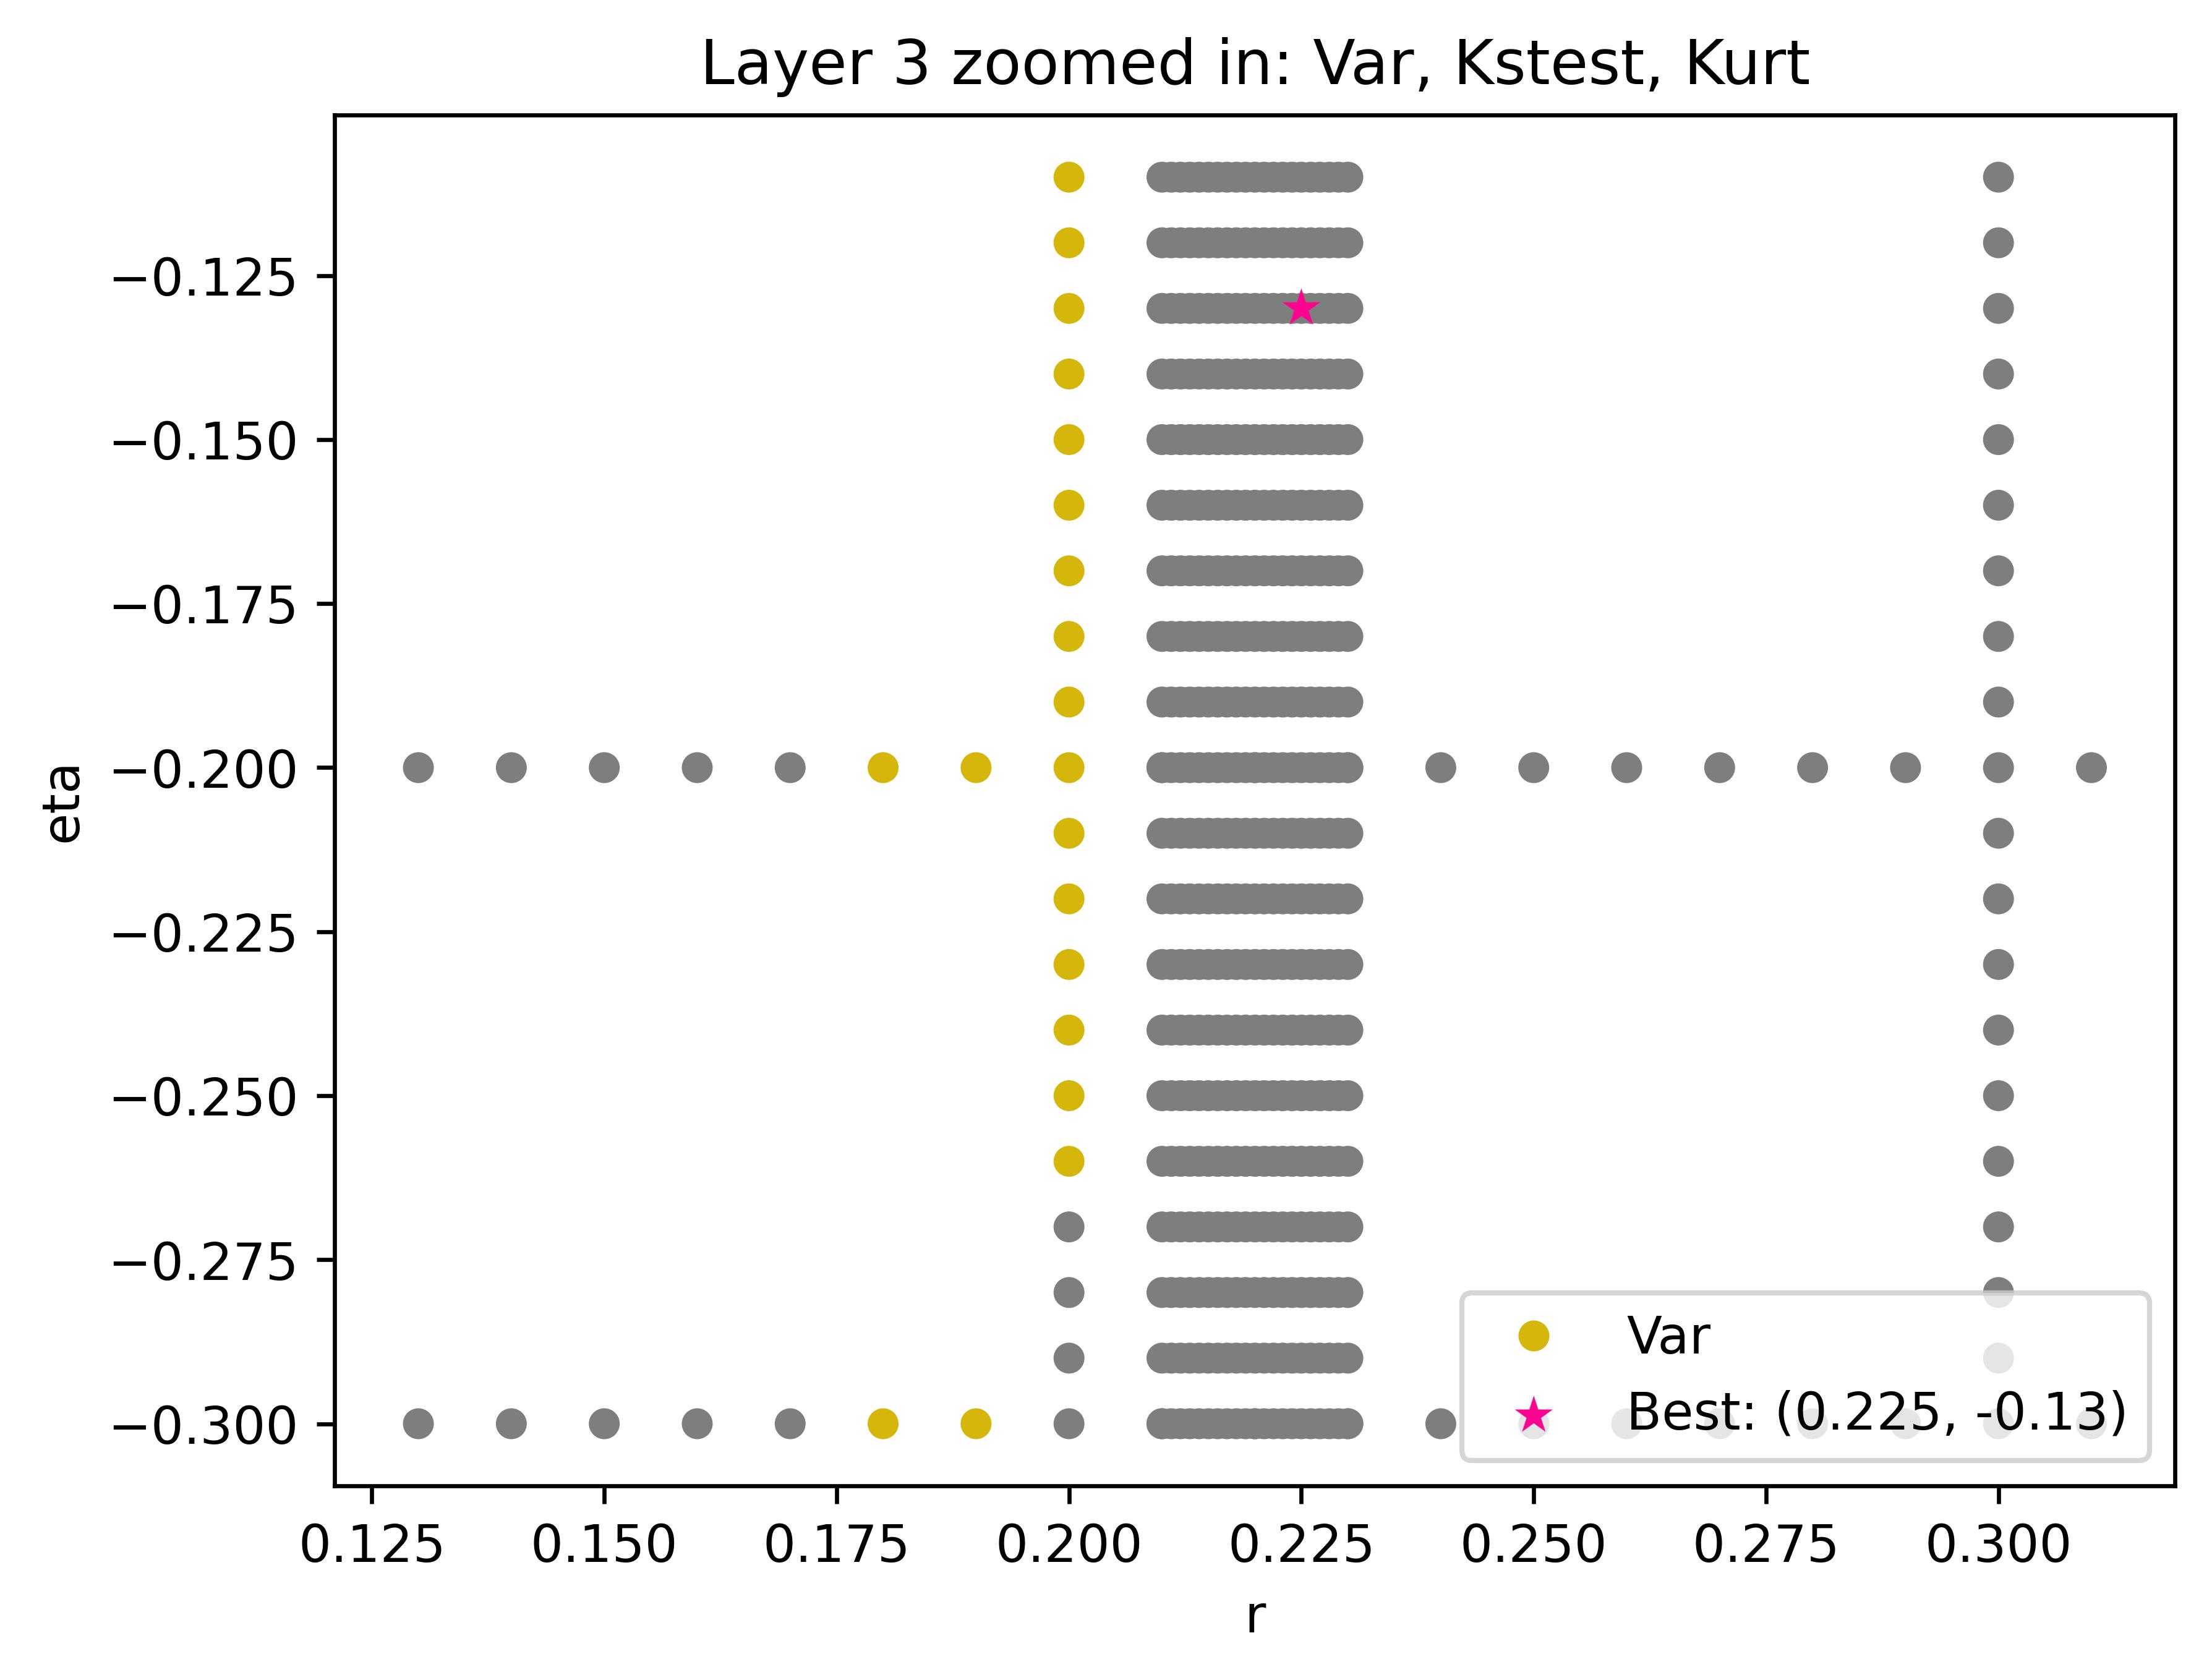 Layer 3 zoomed in: Var, Kstest, Kurt
−0.125
−0.150
−0.175
−0.200
−0.225
−0.250
−0.275
−0.300
eta
Var
Best: (0.225, -0.13)
0.125 0.150 0.175 0.200 0.225 0.250 0.275 0.300
r